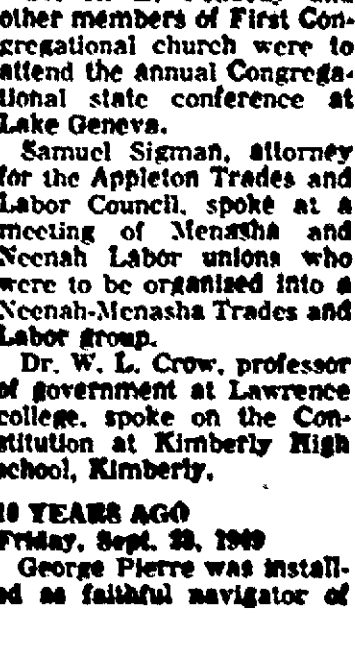 other members of First Con-
gregational church were to
attend the annual Congrega-
tional state conference at
Lake Geneva.
Samuel Sigman, attorney
for the Appleton Trades and
Labor Council, spoke at a
meeting of Menasha and
Neenah Labor unions who
were to be organized into a
Neenah-Menasha Trades and
Labor group.
Dr. W. L. Crow, professor
of government at Lawrence
college, spoke on the Con-
stitution at Kimberly High
school, Kimberly.
10 YEARS AGO
Friday, Sept. 23, 1949
George Pierre was install-
ed as faithful navigator of